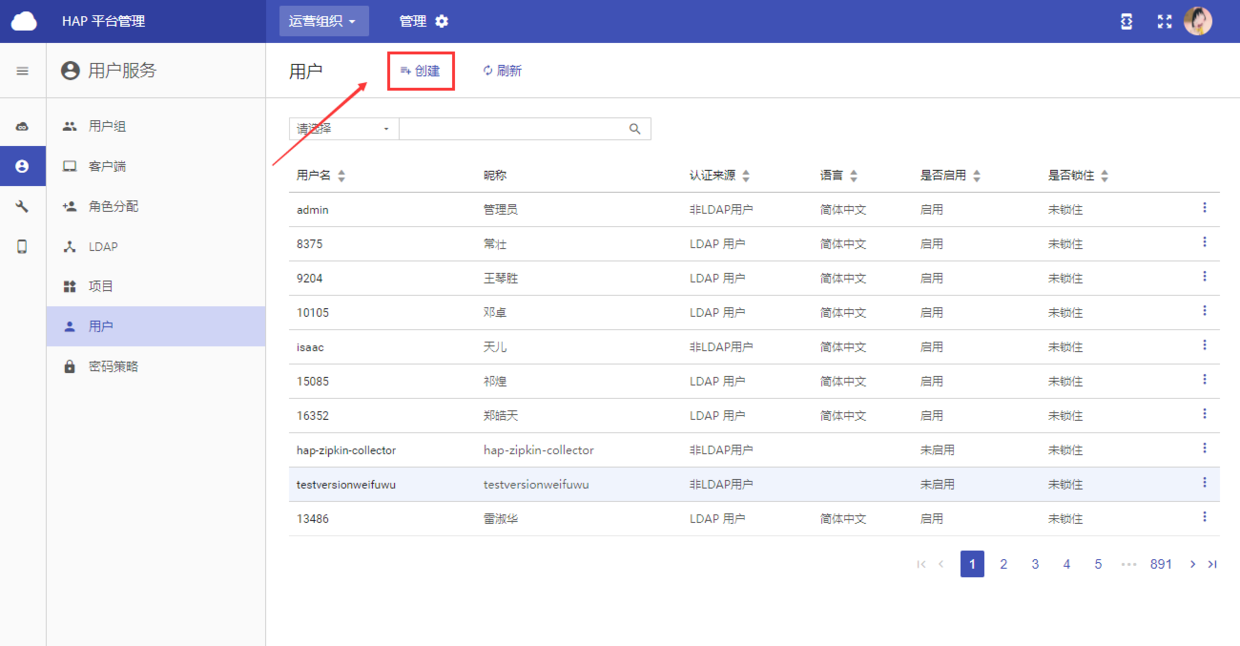 HAP 平台管理 运营组织 管理
用户服务
用户 创建 刷新
用户组
客户端
角色分配
LDAP
项目
用户
密码策略
请选择
用户名 昵称 认证来源 语言 是否启用 是否锁住
admin 管理员 非LDAP用户 简体中文 启用 未锁住
8375 常壮 LDAP 用户 简体中文 启用 未锁住
9204 王琴胜 LDAP 用户 简体中文 启用 未锁住
10105 邓卓 LDAP 用户 简体中文 启用 未锁住
isaac 天儿 非LDAP用户 简体中文 启用 未锁住
15085 祁煌 LDAP 用户 简体中文 启用 未锁住
16352 郑皓天 LDAP 用户 简体中文 启用 未锁住
hap-zipkin-collector hap-zipkin-collector 非LDAP用户 未启用 未锁住
testversionweifuwu testversionweifuwu 非LDAP用户 未启用 未锁住
13486 雷淑华 LDAP 用户 简体中文 启用 未锁住
1 2 3 4 5 ••• 891